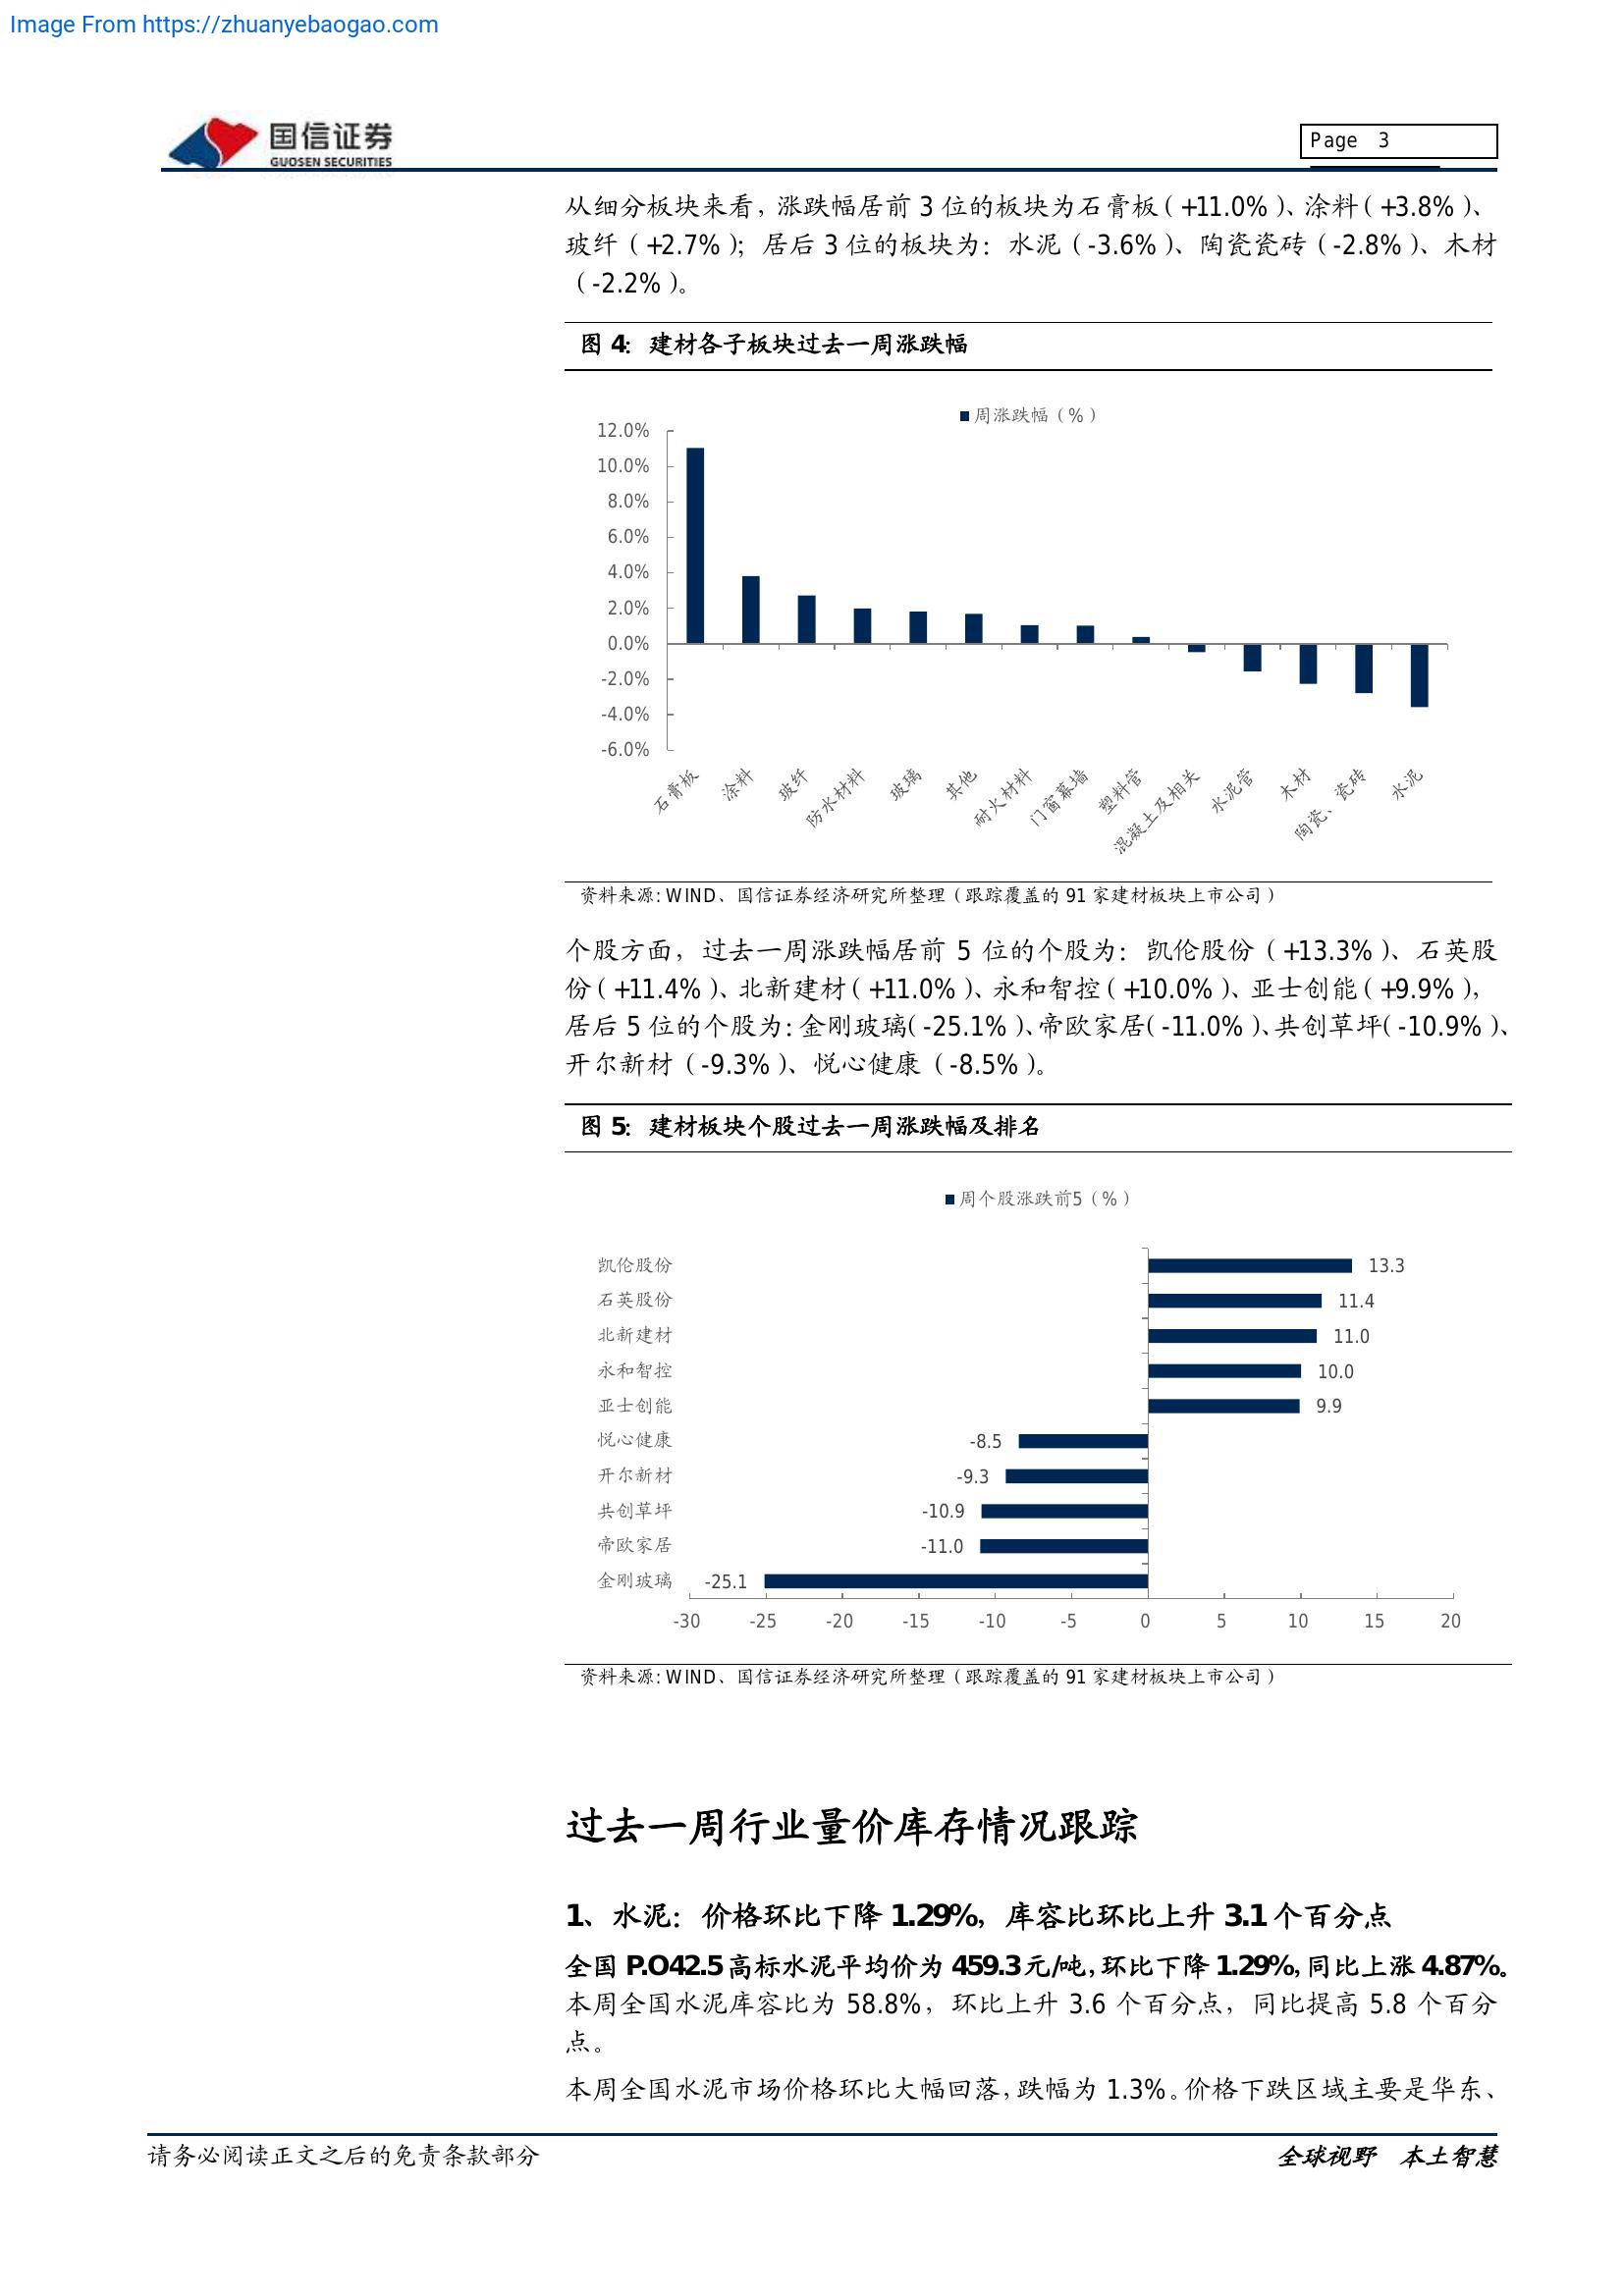 Image From https://zhuanyebaogao.com
国信证券
GUOSEN SECURITIES
Page 3
从细分板块来看，涨跌幅居前 3 位的板块为石膏板（+11.0%）、涂料（+3.8%）、
玻纤（+2.7%）；居后 3 位的板块为：水泥（-3.6%）、陶瓷瓷砖（-2.8%）、木材
（-2.2%）。
图 4：建材各子板块过去一周涨跌幅
周涨跌幅（%）
12.0%
10.0%
8.0%
6.0%
4.0%
2.0%
0.0%
-2.0%
-4.0%
-6.0%
石膏板
涂料
玻纤
防水材料
玻璃
其他
耐火材料
门窗幕墙
塑料管
混凝土及相关
水泥管
木材
陶瓷、瓷砖
水泥
资料来源: WIND、国信证券经济研究所整理（跟踪覆盖的 91 家建材板块上市公司）
个股方面，过去一周涨跌幅居前 5 位的个股为：凯伦股份（+13.3%）、石英股
份（+11.4%）、北新建材（+11.0%）、永和智控（+10.0%）、亚士创能（+9.9%），
居后 5 位的个股为：金刚玻璃（-25.1%）、帝欧家居（-11.0%）、共创草坪（-10.9%）、
开尔新材（-9.3%）、悦心健康（-8.5%）。
图 5：建材板块个股过去一周涨跌幅及排名
周个股涨跌前5（%）
凯伦股份 13.3
石英股份 11.4
北新建材 11.0
永和智控 10.0
亚士创能 9.9
悦心健康 -8.5
开尔新材 -9.3
共创草坪 -10.9
帝欧家居 -11.0
金刚玻璃 -25.1
-30 -25 -20 -15 -10 -5 0 5 10 15 20
资料来源: WIND、国信证券经济研究所整理（跟踪覆盖的 91 家建材板块上市公司）
过去一周行业量价库存情况跟踪
1、水泥：价格环比下降 1.29%，库容比环比上升 3.1 个百分点
全国 P.O42.5 高标水泥平均价为 459.3 元/吨，环比下降 1.29%，同比上涨 4.87%。
本周全国水泥库容比为 58.8%，环比上升 3.6 个百分点，同比提高 5.8 个百分
点。
本周全国水泥市场价格环比大幅回落，跌幅为 1.3%。价格下跌区域主要是华东、
请务必阅读正文之后的免责条款部分
全球视野 本土智慧